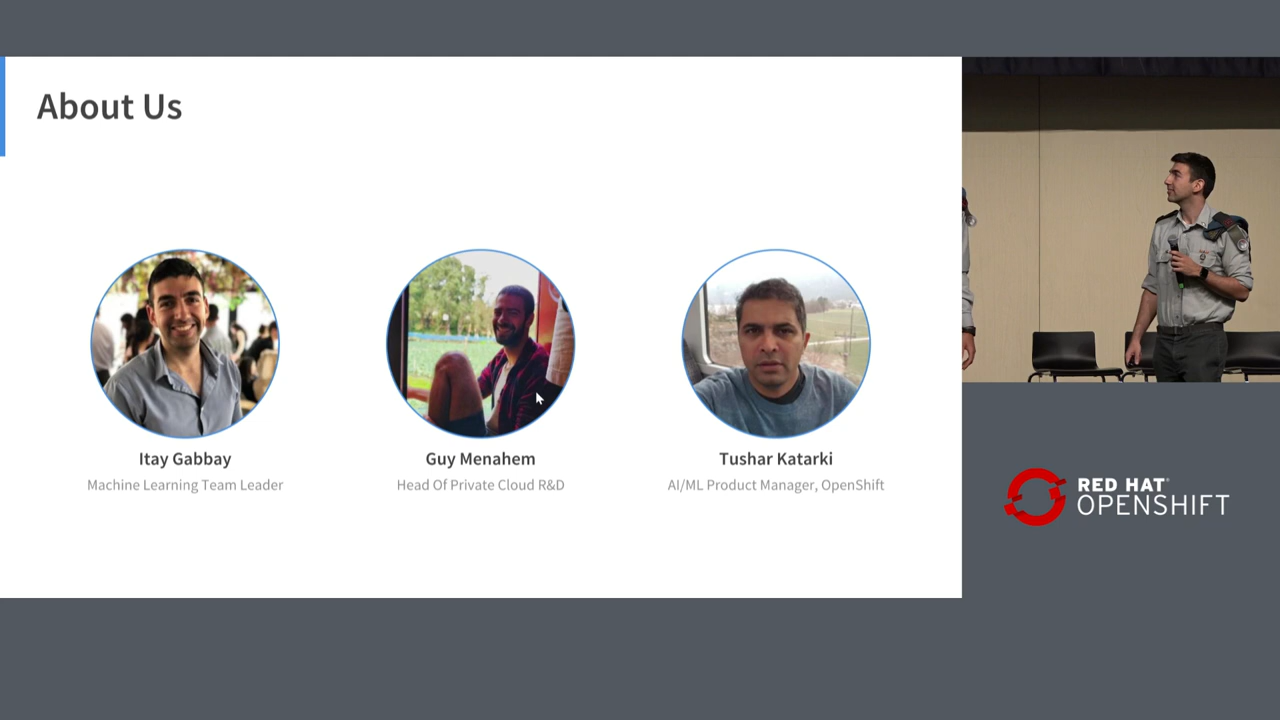 About Us
Itay Gabbay
Machine Learning Team Leader
Guy Menahem
Head Of Private Cloud R&D
Tushar Katarki
AI/ML Product Manager, OpenShift
RED HAT®
OPENSHIFT